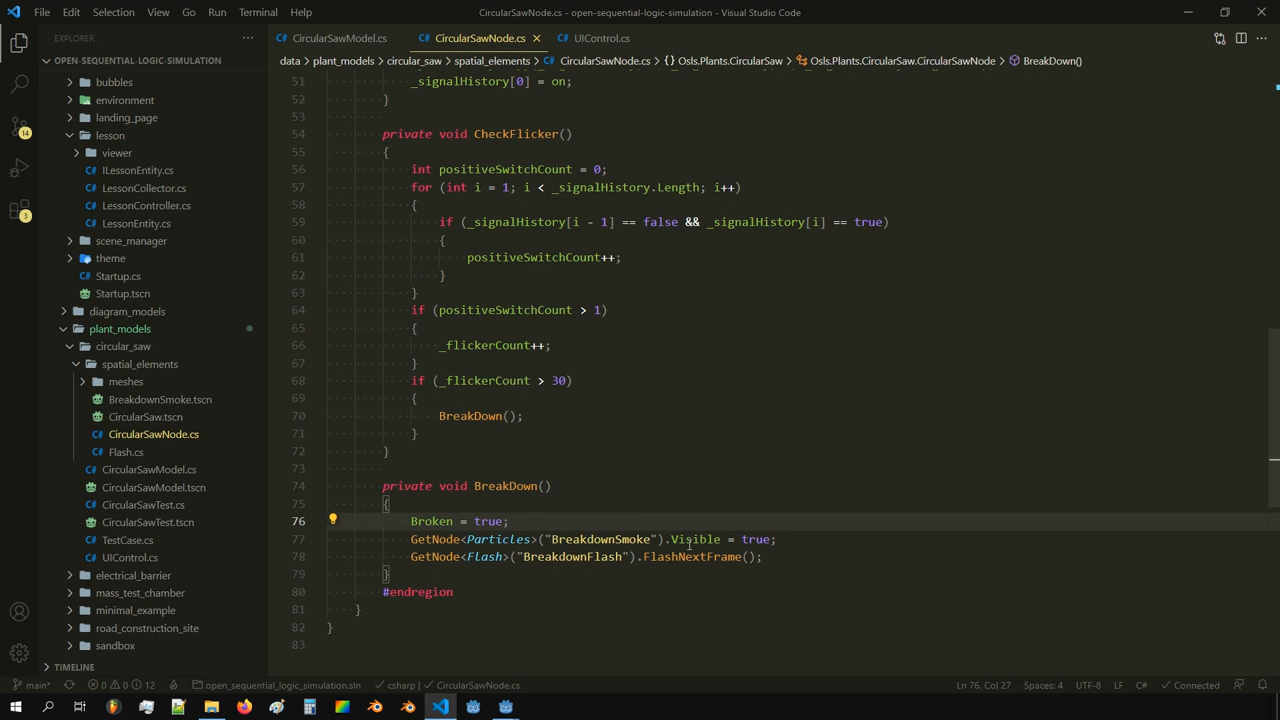 File Edit Selection View Go Run Terminal Help
CircularSawNode.cs - open-sequential-logic-simulation - Visual Studio Code
EXPLORER
CircularSawModel.cs
CircularSawNode.cs
UIControl.cs
OPEN-SEQUENTIAL-LOGIC-SIMULATION
data
plant_models
circular_saw
spatial_elements
CircularSawNode.cs
Osls.Plants.CircularSaw
Osls.Plants.CircularSaw.CircularSawNode
BreakDown()
bubbles
environment
landing_page
lesson
viewer
ILessonEntity.cs
LessonCollector.cs
LessonController.cs
LessonEntity.cs
scene_manager
theme
Startup.cs
Startup.tscn
diagram_models
plant_models
circular_saw
spatial_elements
meshes
BreakdownSmoke.tscn
CircularSaw.tscn
CircularSawNode.cs
Flash.cs
CircularSawModel.cs
CircularSawModel.tscn
CircularSawTest.cs
CircularSawTest.tscn
TestCase.cs
UIControl.cs
electrical_barrier
mass_test_chamber
minimal_example
road_construction_site
sandbox
TIMELINE
14
3
51 _signalHistory[0] = on;
52 }
53
54 private void CheckFlicker()
55 {
56 int positiveSwitchCount = 0;
57 for (int i = 1; i < _signalHistory.Length; i++)
58 {
59 if (_signalHistory[i - 1] == false && _signalHistory[i] == true)
60 {
61 positiveSwitchCount++;
62 }
63 }
64 if (positiveSwitchCount > 1)
65 {
66 _flickerCount++;
67 }
68 if (_flickerCount > 30)
69 {
70 BreakDown();
71 }
72 }
73
74 private void BreakDown()
75 {
76 Broken = true;
77 GetNode<Particles>("BreakdownSmoke").Visible = true;
78 GetNode<Flash>("BreakdownFlash").FlashNextFrame();
79 }
80 #endregion
81 }
82 }
83
main* 0 0 12 open_sequential_logic_simulation.sln csharp CircularSawNode.cs Ln 76, Col 27 Spaces: 4 UTF-8 LF C# Connected